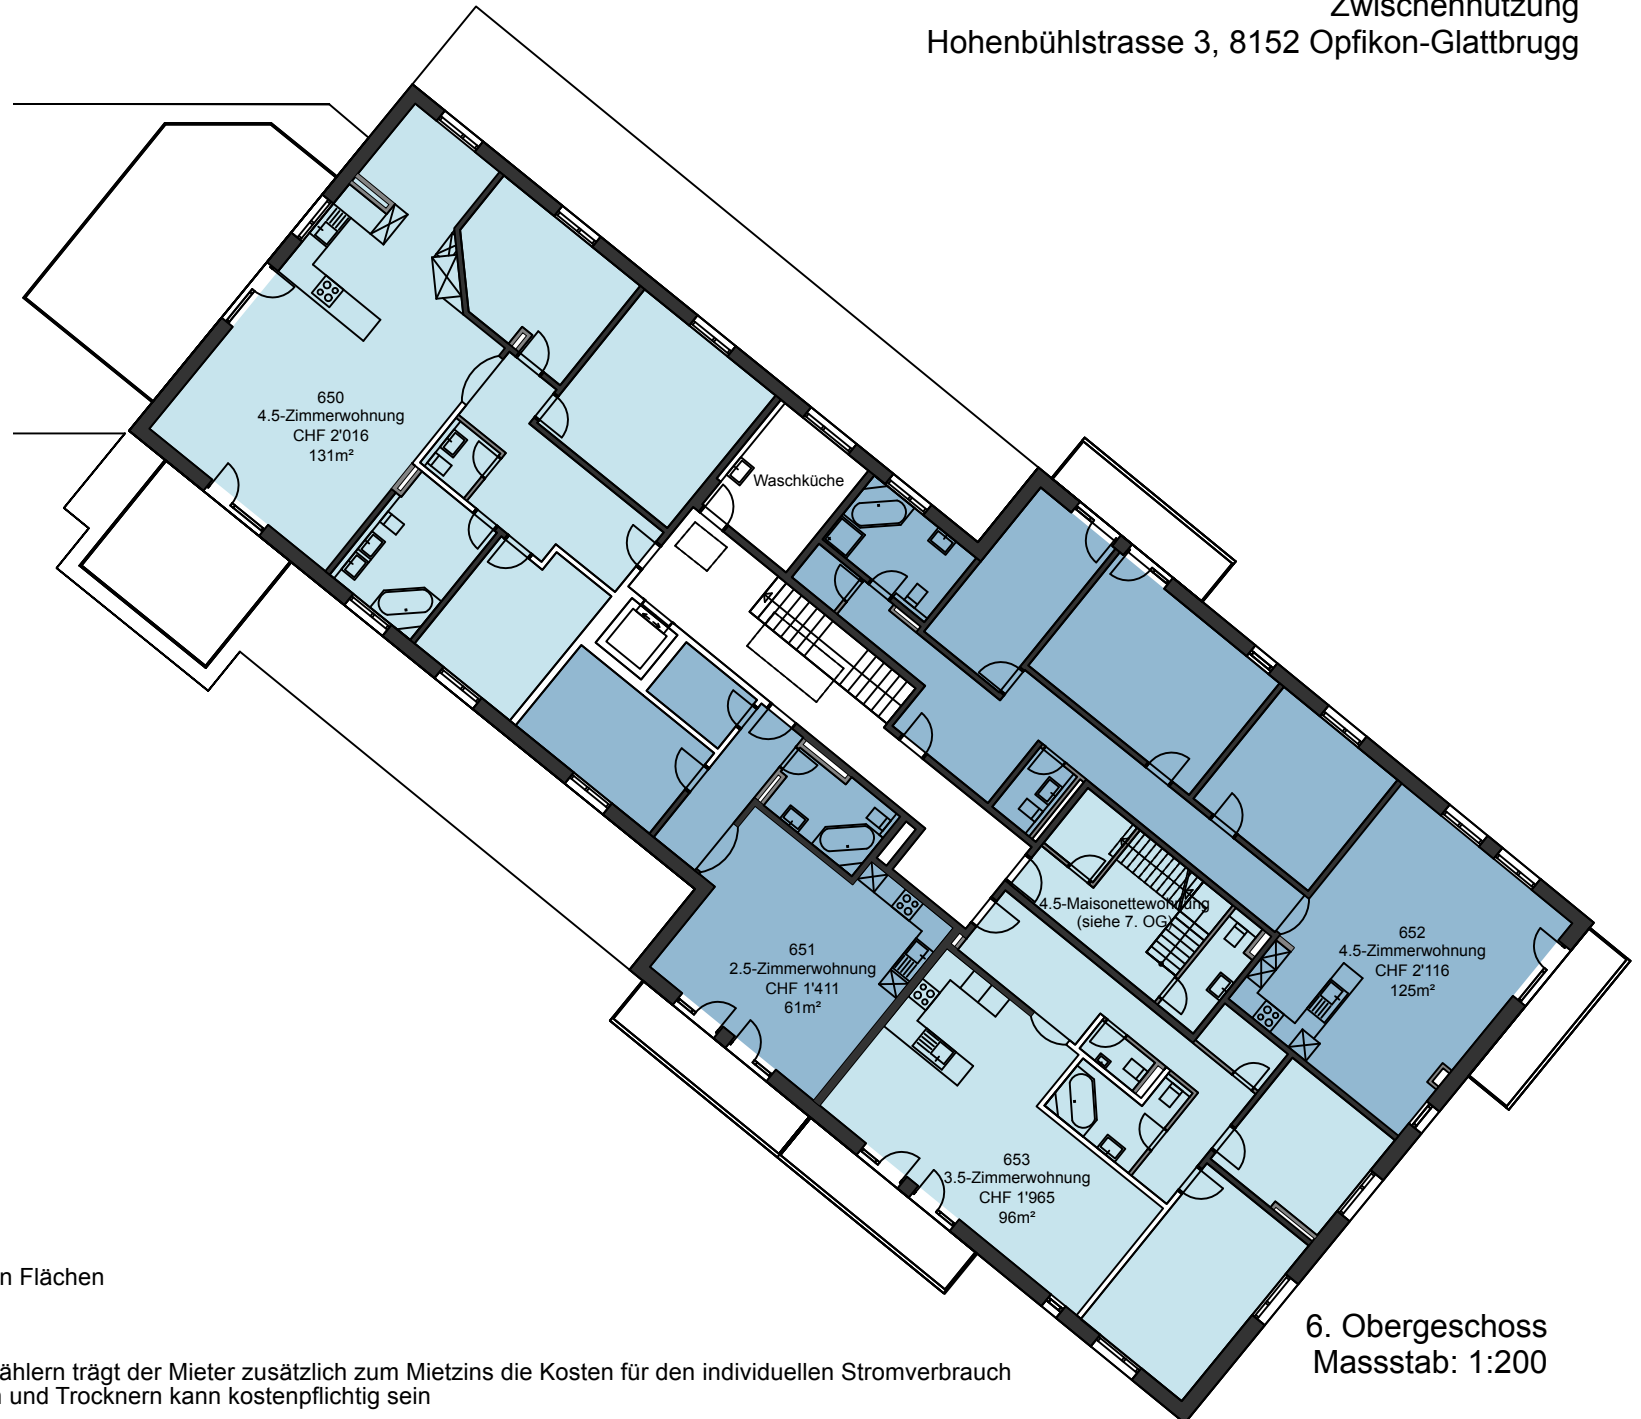 Zwischennutzung
Hohenbühlstrasse 3, 8152 Opfikon-Glattbrugg
650
4.5-Zimmerwohnung
CHF 2'016
131m²
Waschküche
4.5-Maisonettewohnung
(siehe 7. OG)
652
4.5-Zimmerwohnung
CHF 2'116
125m²
651
2.5-Zimmerwohnung
CHF 1'411
61m²
653
3.5-Zimmerwohnung
CHF 1'965
96m²
n Flächen
6. Obergeschoss
Massstab: 1:200
ählern trägt der Mieter zusätzlich zum Mietzins die Kosten für den individuellen Stromverbrauch
und Trocknern kann kostenpflichtig sein